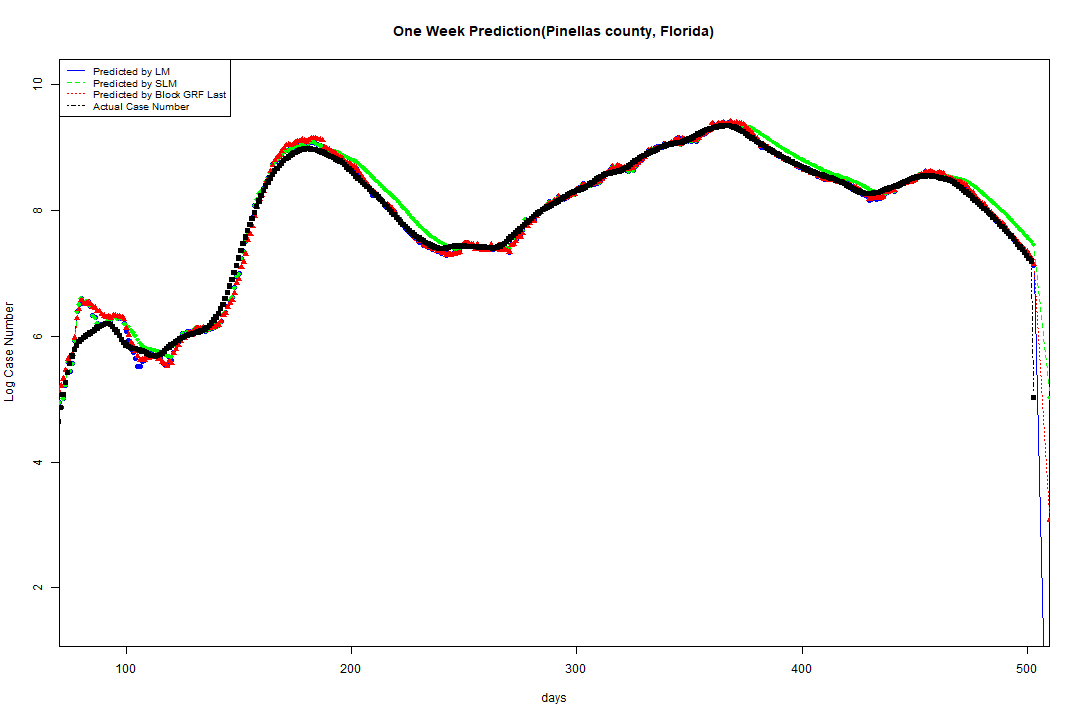 One Week Prediction(Pinellas county, Florida)
Predicted by LM
Predicted by SLM
Predicted by Block GRF Last
Actual Case Number
Log Case Number
10
8
6
4
2
100 200 300 400 500
days